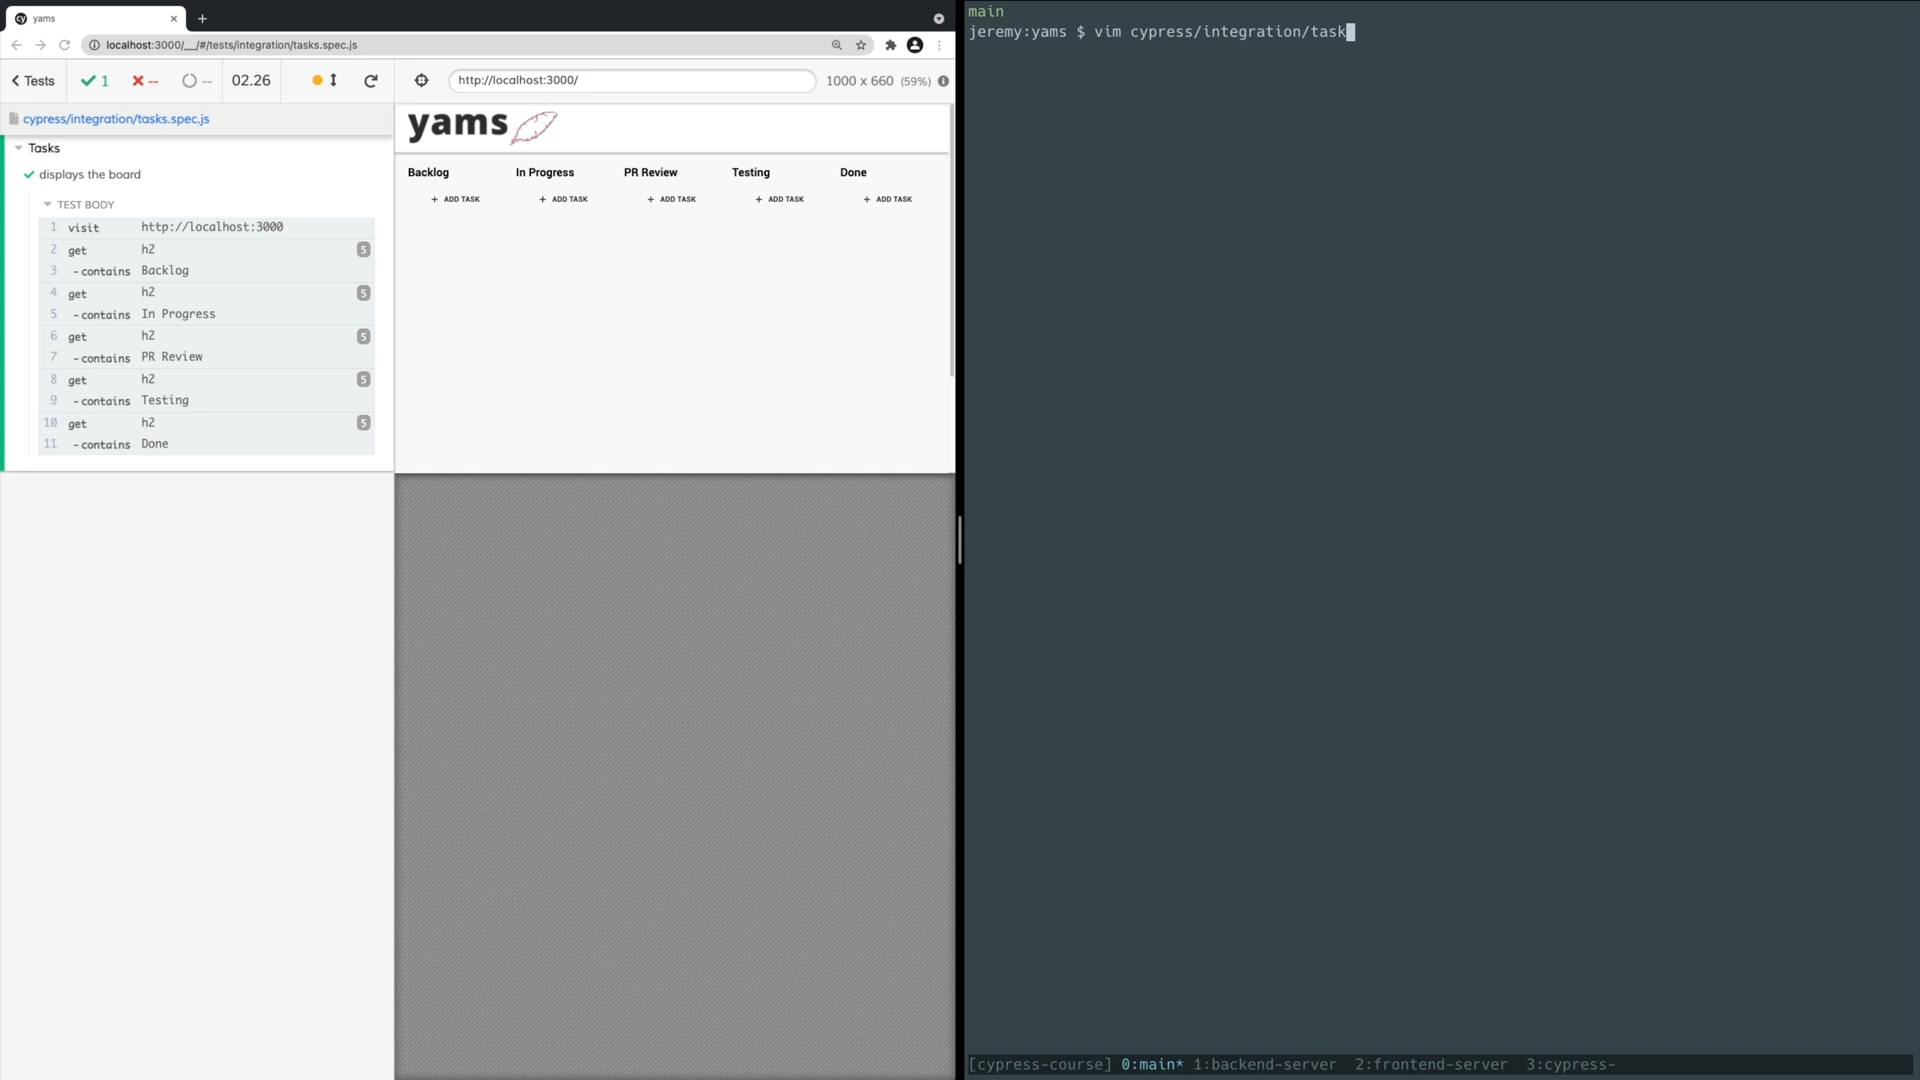 yams
localhost:3000/__/#/tests/integration/tasks.spec.js
Tests 1 -- -- 02.26
http://localhost:3000/ 1000 x 660 (59%)
cypress/integration/tasks.spec.js
Tasks
displays the board
TEST BODY
1 visit http://localhost:3000
2 get h2 5
3 -contains Backlog
4 get h2 5
5 -contains In Progress
6 get h2 5
7 -contains PR Review
8 get h2 5
9 -contains Testing
10 get h2 5
11 -contains Done
yams
Backlog In Progress PR Review Testing Done
+ ADD TASK + ADD TASK + ADD TASK + ADD TASK + ADD TASK
main
jeremy:yams $ vim cypress/integration/task
[cypress-course] 0:main* 1:backend-server 2:frontend-server 3:cypress-